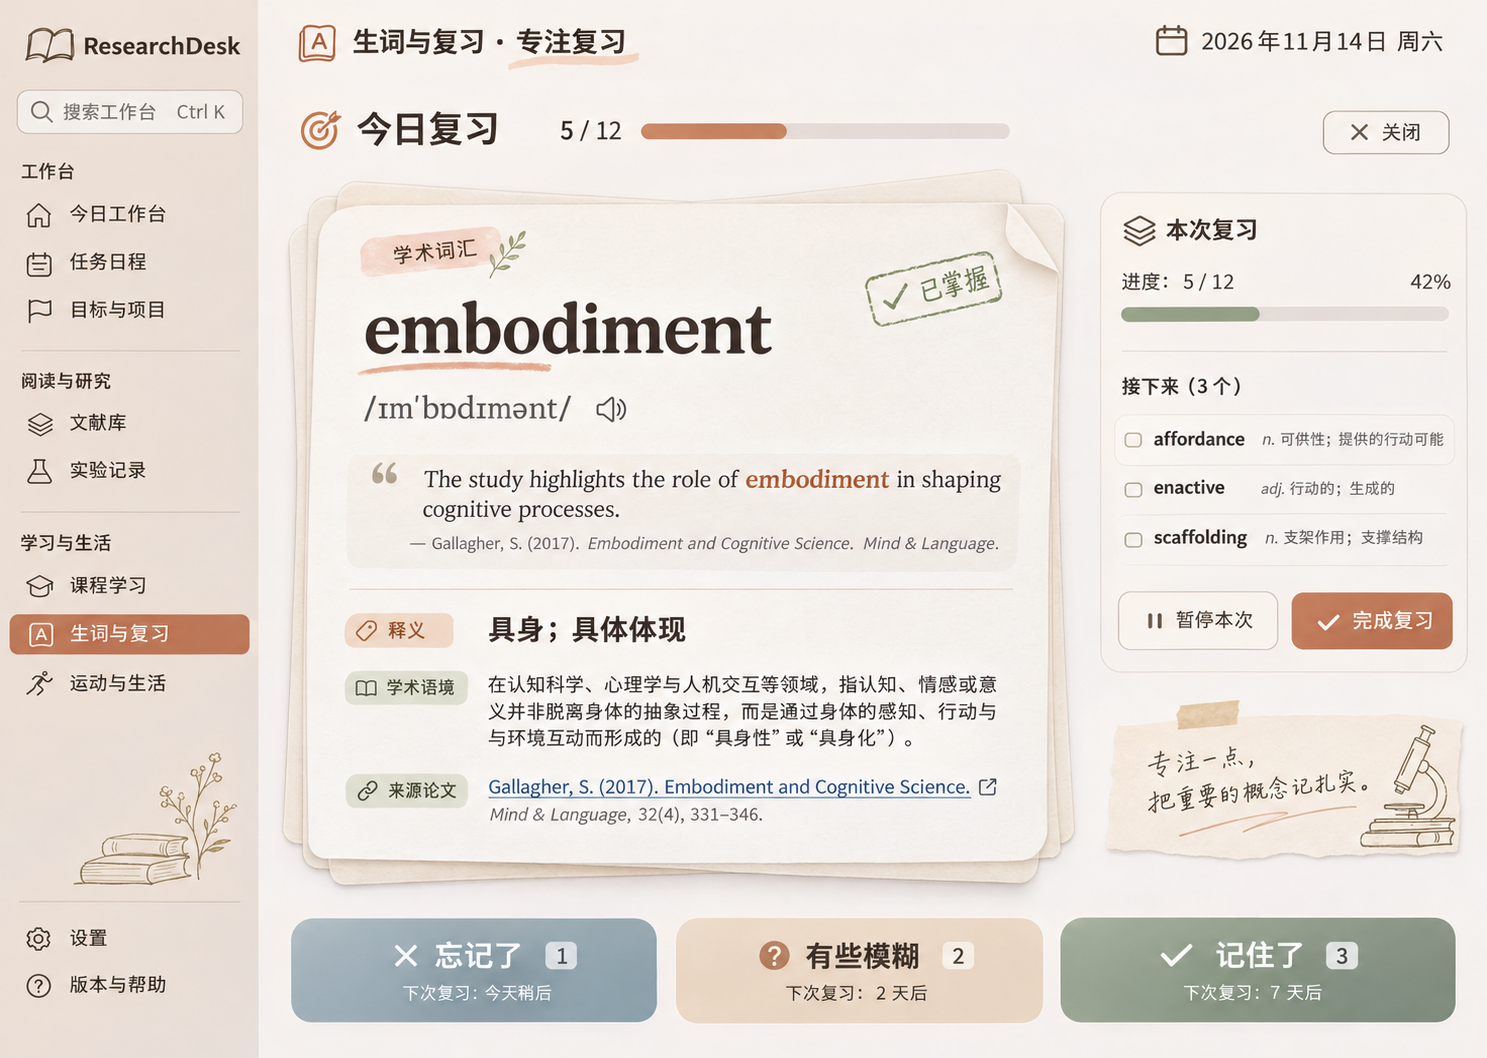 ResearchDesk
搜索工作台 Ctrl K
工作台
今日工作台
任务日程
目标与项目
阅读与研究
文献库
实验记录
学习与生活
课程学习
A 生词与复习
运动与生活
设置
? 版本与帮助
A 生词与复习 · 专注复习
2026年11月14日 周六
今日复习 5 / 12
× 关闭
学术词汇
已掌握
embodiment
/ɪmˈbɒdɪmənt/
“ The study highlights the role of embodiment in shaping
cognitive processes.
— Gallagher, S. (2017). Embodiment and Cognitive Science. Mind & Language.
释义 具身；具体体现
学术语境 在认知科学、心理学与人机交互等领域，指认知、情感或意
义并非脱离身体的抽象过程，而是通过身体的感知、行动与
与环境互动而形成的（即“具身性”或“具身化”）。
来源论文 Gallagher, S. (2017). Embodiment and Cognitive Science.
Mind & Language, 32(4), 331–346.
本次复习
进度： 5 / 12 42%
接下来（3 个）
affordance n. 可供性；提供的行动可能
enactive adj. 行动的；生成的
scaffolding n. 支架作用；支撑结构
暂停本次
完成复习
专注一点，
把重要的概念记扎实。
× 忘记了 1
下次复习：今天稍后
? 有些模糊 2
下次复习： 2 天后
记住了 3
下次复习：7 天后